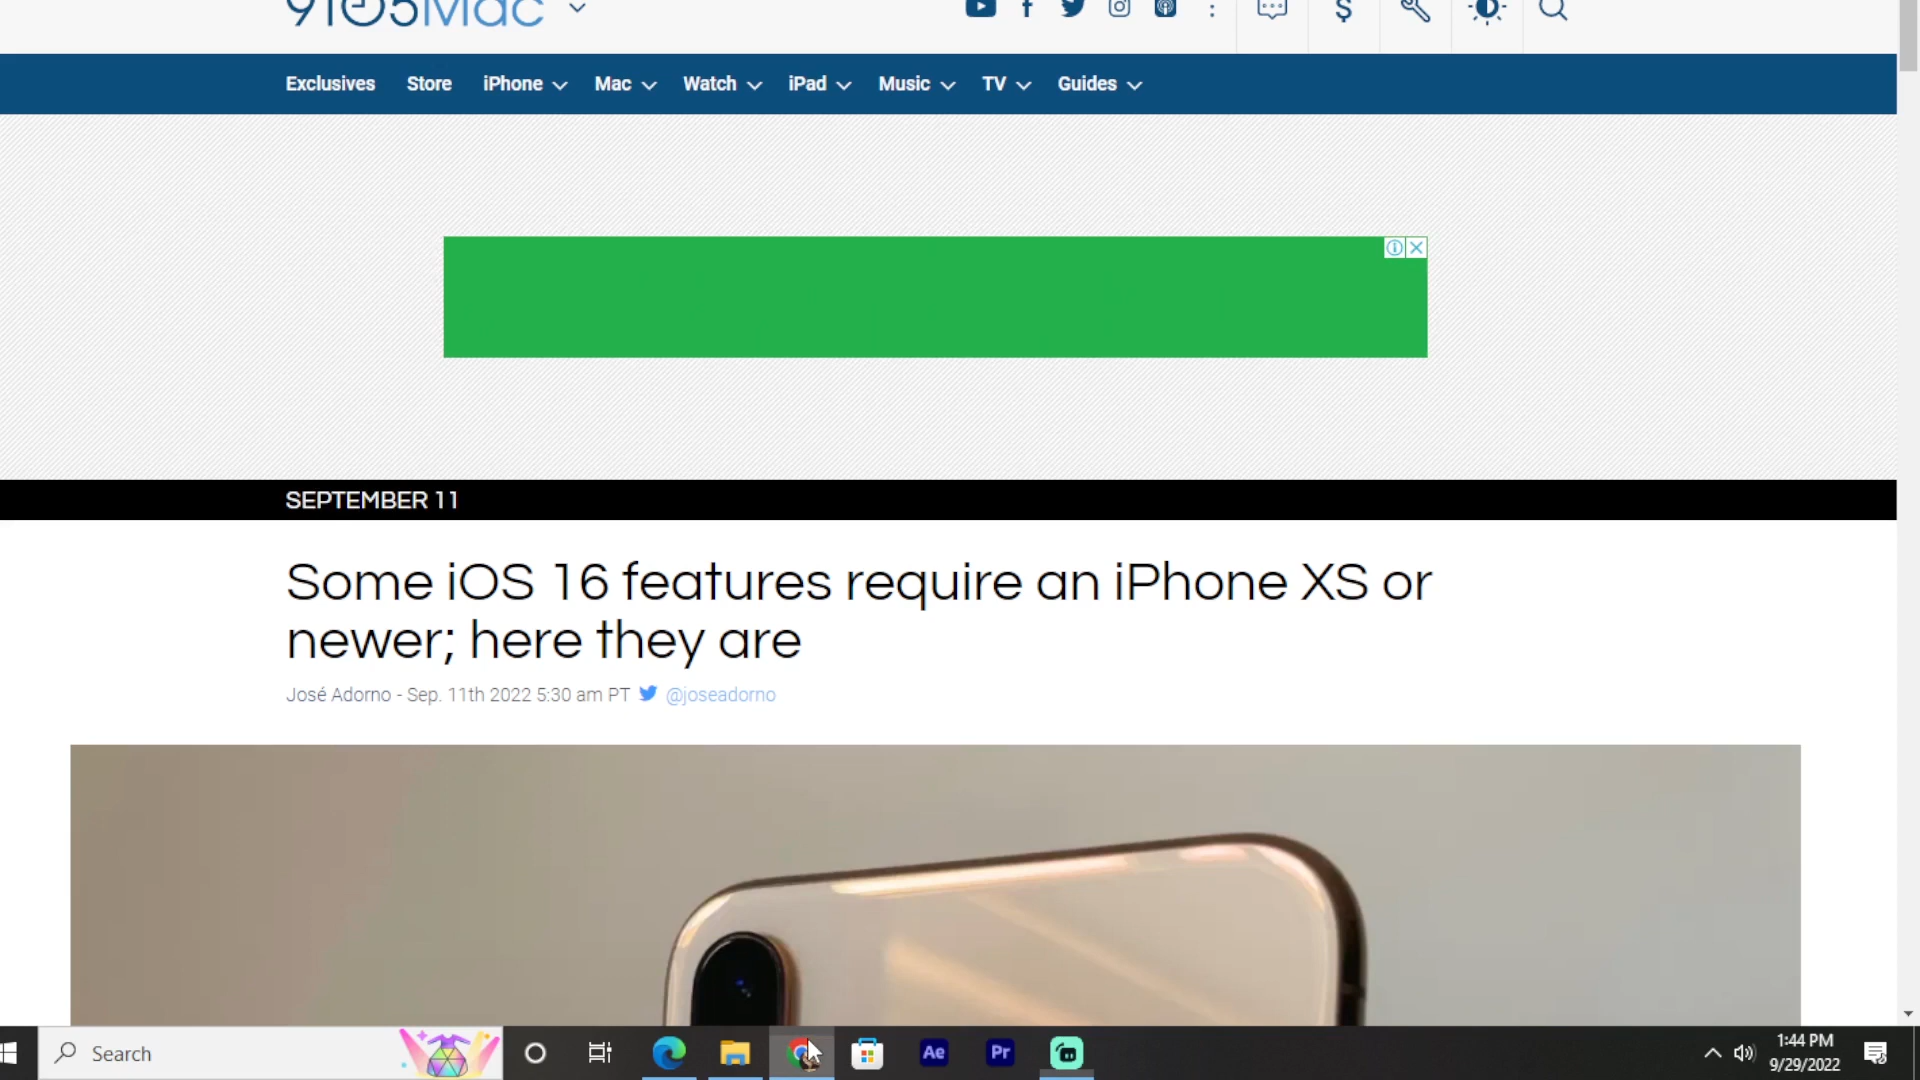 9TO5Mac
Exclusives Store iPhone Mac Watch iPad Music TV Guides
SEPTEMBER 11
Some iOS 16 features require an iPhone XS or
newer; here they are
José Adorno - Sep. 11th 2022 5:30 am PT @joseadorno
Search
Ae
Pr
1:44 PM
9/29/2022